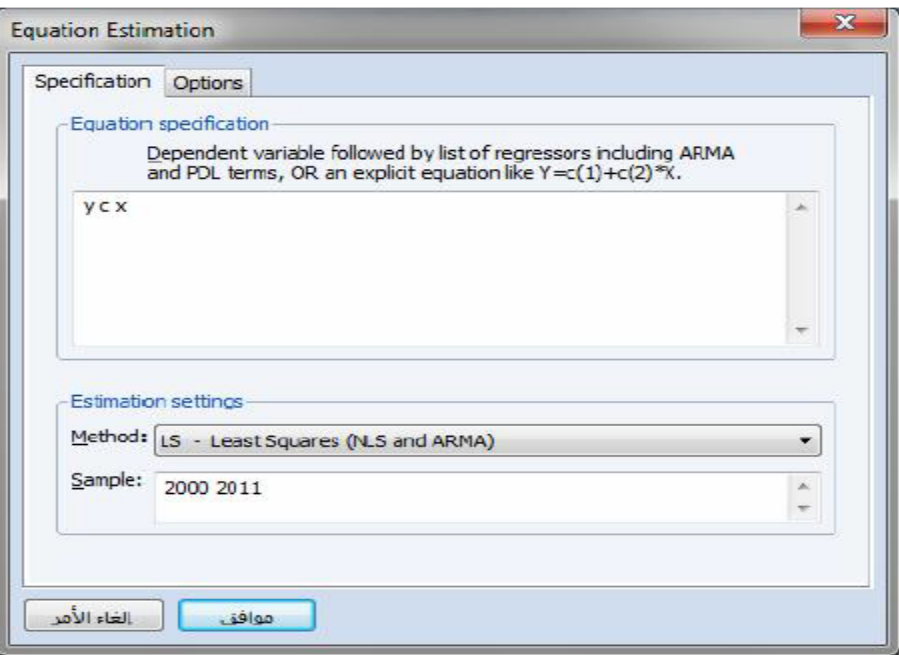 Equation Estimation
Specification Options
Equation specification
Dependent variable followed by list of regressors including ARMA
and PDL terms, OR an explicit equation like Y=c(1)+c(2)*X.
y c x
Estimation settings
Method: LS - Least Squares (NLS and ARMA)
Sample: 2000 2011
إلغاء الأمر موافق